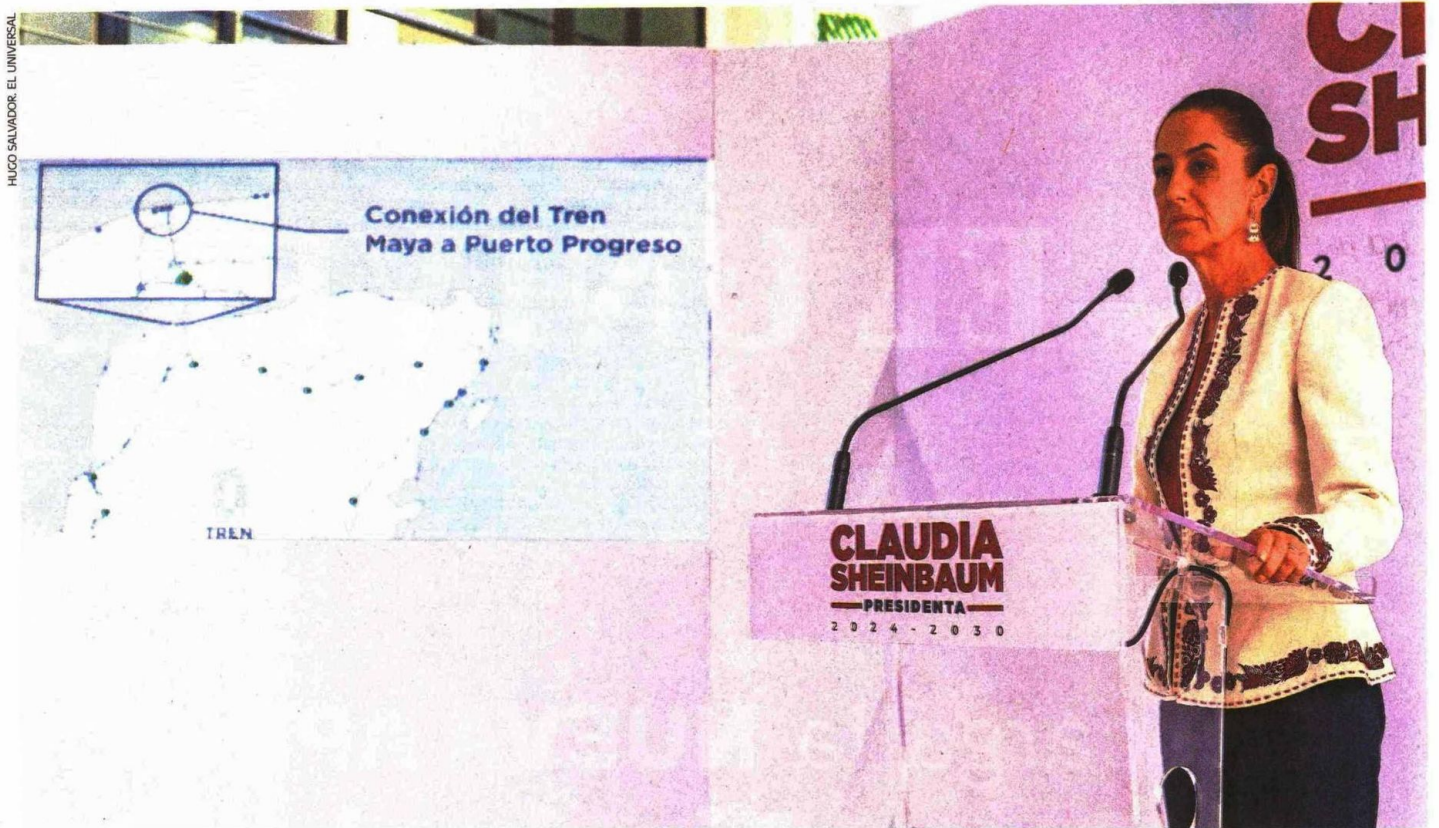 HUGO SALVADOR. EL UNIVERSAL
Conexión del Tren
Maya a Puerto Progreso
TREN
CL
SH
2 0
CLAUDIA
SHEINBAUM
PRESIDENTA
2024-2030